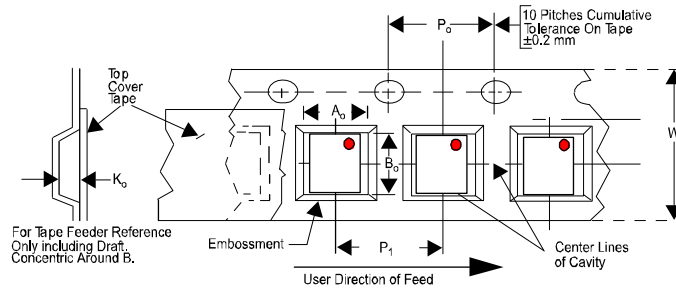 10 Pitches Cumulative
Tolerance On Tape
±0.2 mm
Po
Top
Cover
Tape
Ao
W
Bo
Ko
For Tape Feeder Reference
Only including Draft.
Concentric Around B.
Embossment
P1
Center Lines
of Cavity
User Direction of Feed